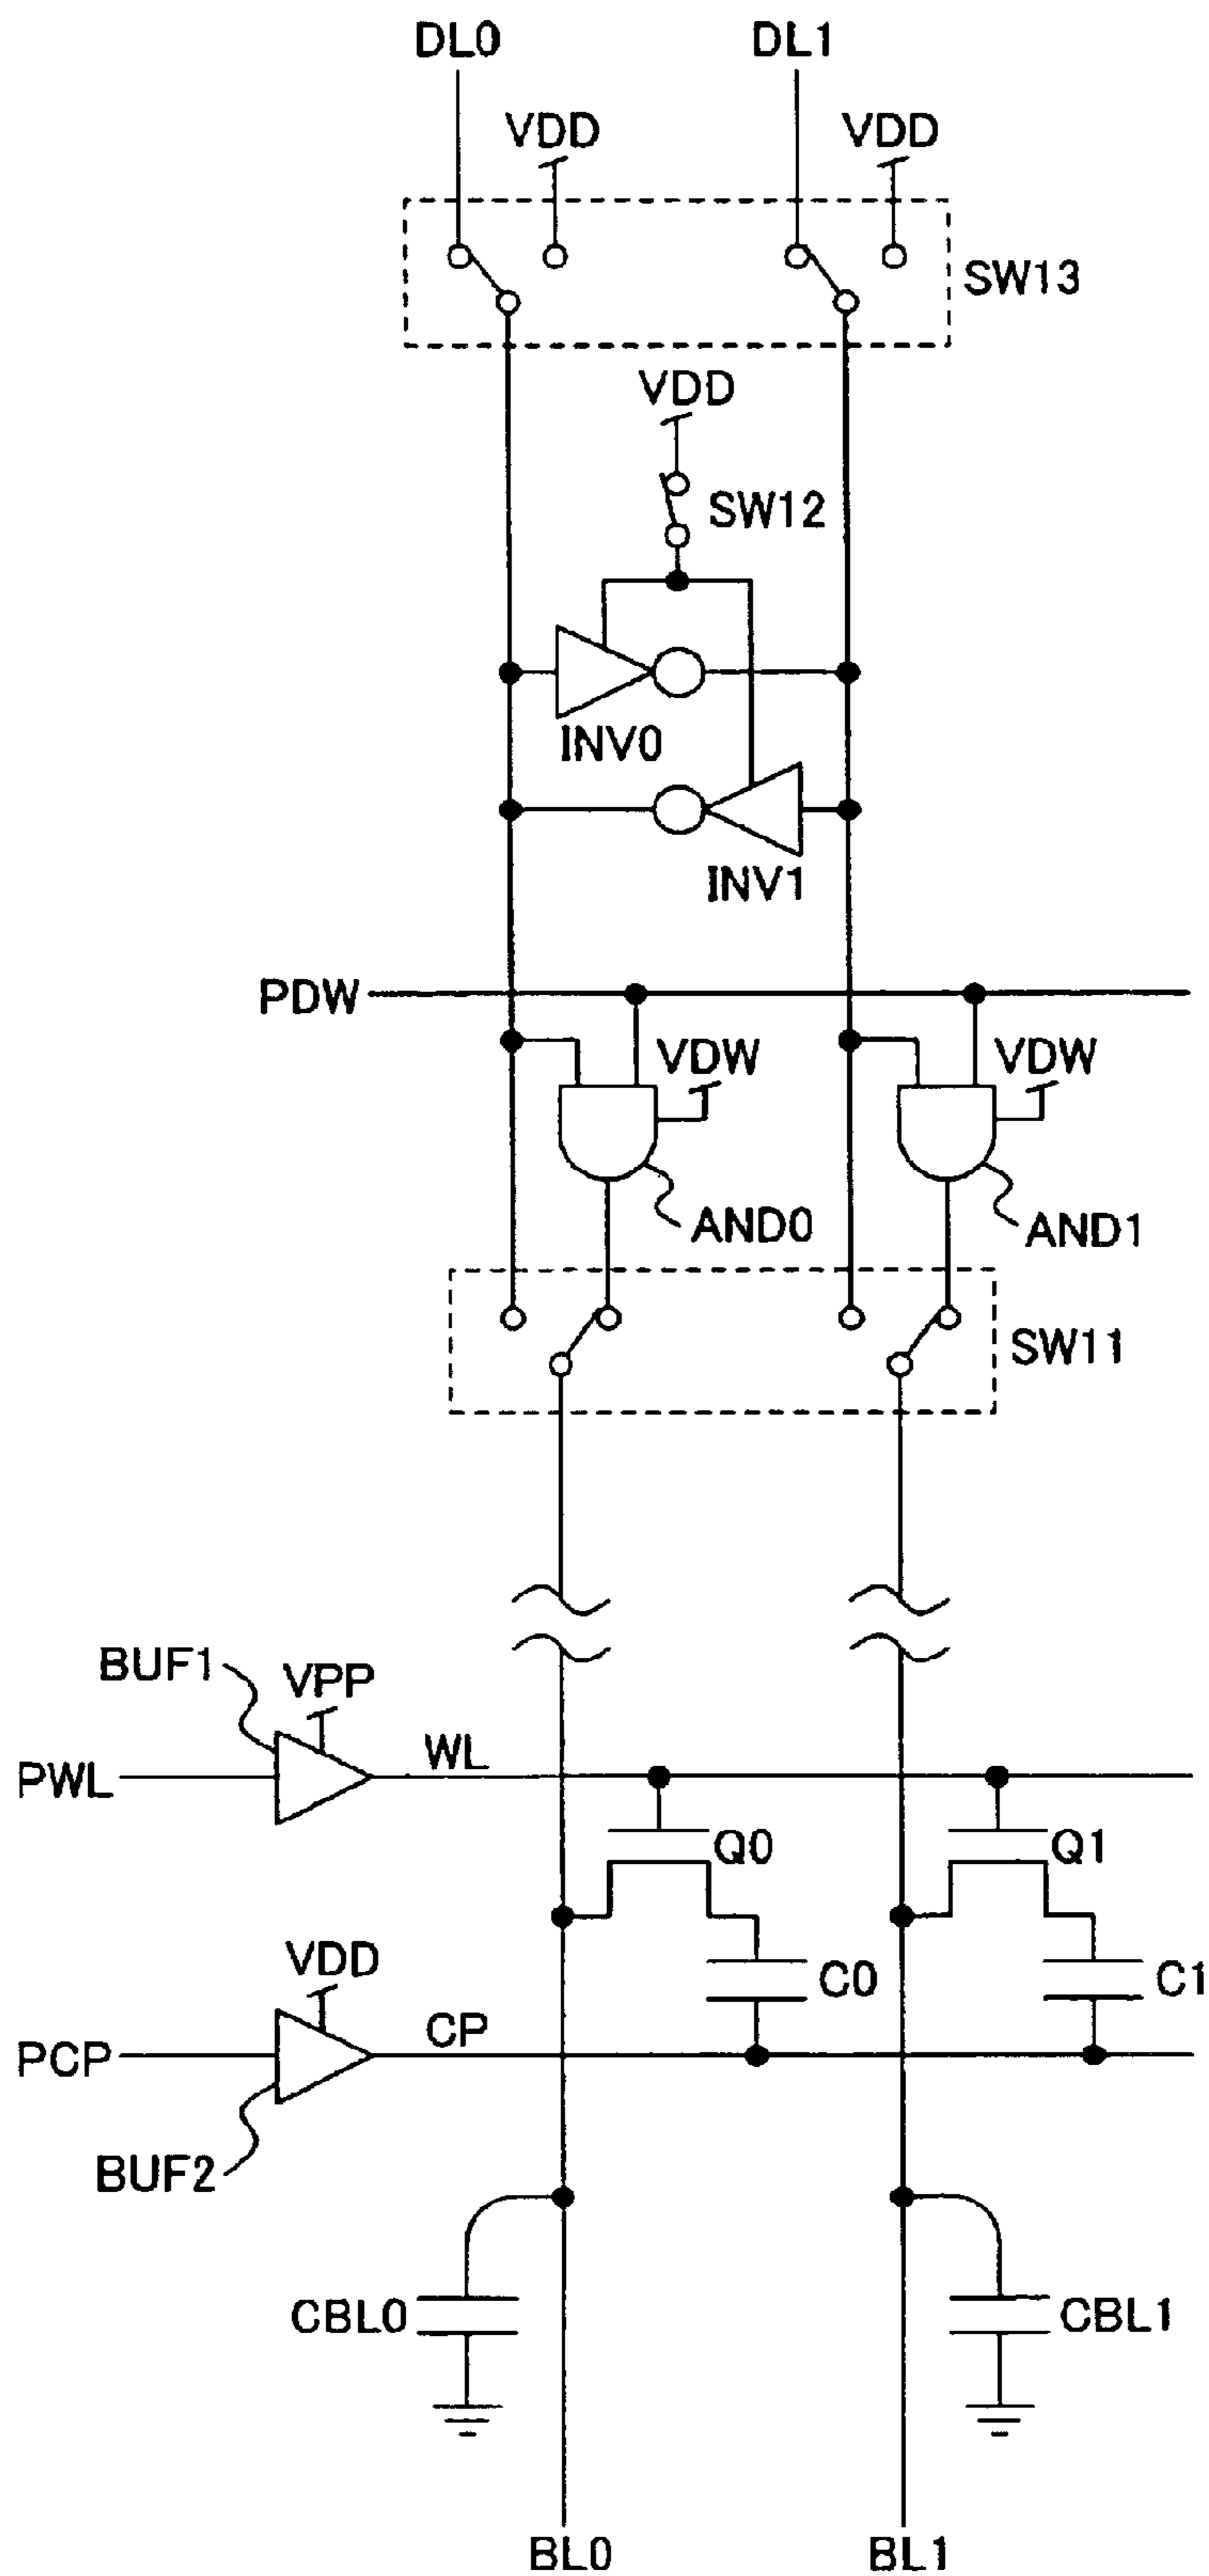 DL0 DL1
VDD VDD
SW13
VDD
SW12
INV0
INV1
PDW
VDW VDW
AND0 AND1
SW11
BUF1 VPP
PWL WL
Q0 Q1
VDD C0 C1
PCP CP
BUF2
CBL0 CBL1
BL0 BL1